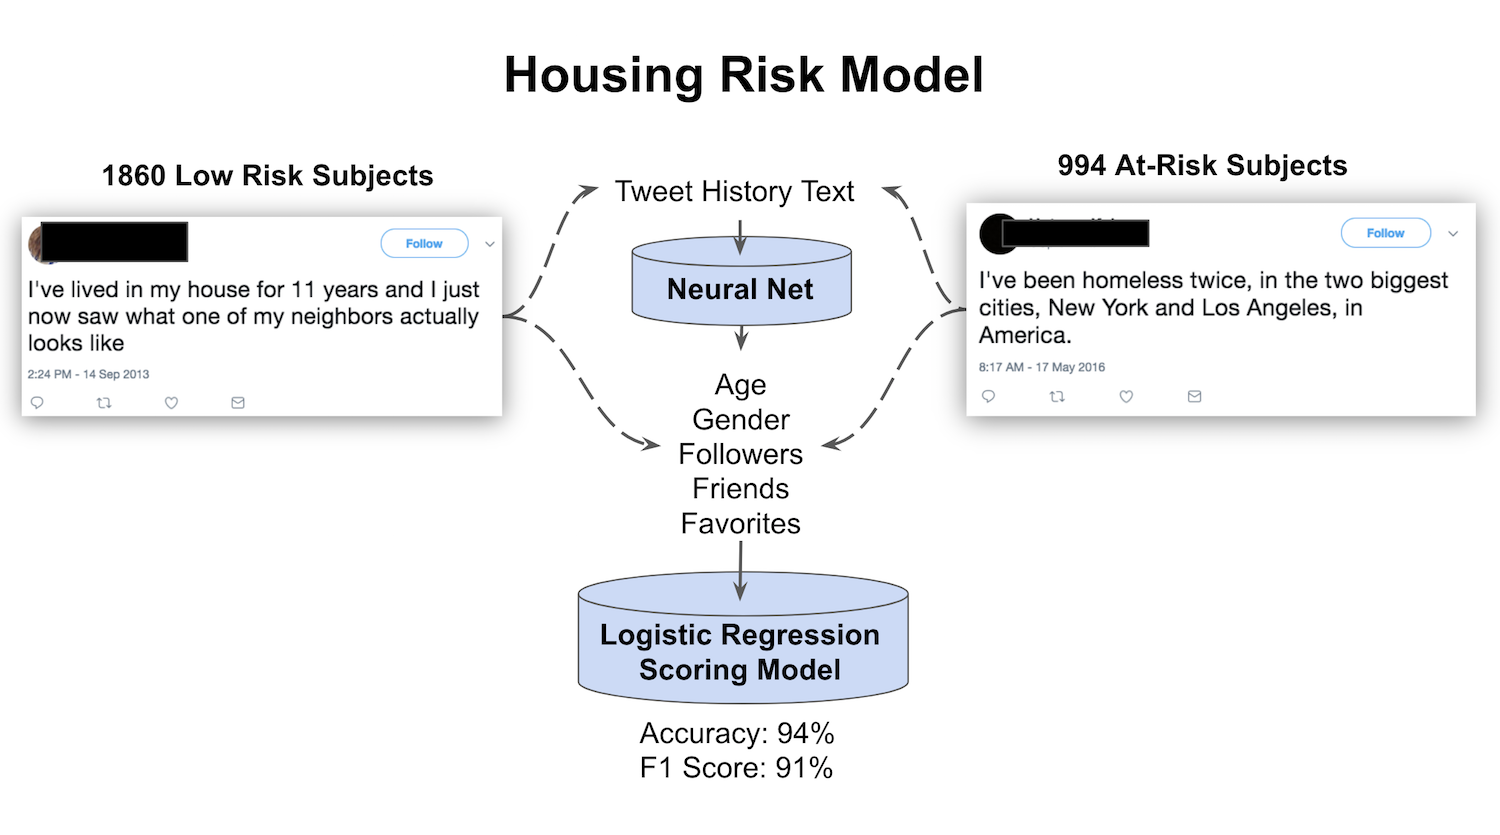 Housing Risk Model
1860 Low Risk Subjects
Follow
I've lived in my house for 11 years and I just
now saw what one of my neighbors actually
looks like
2:24 PM - 14 Sep 2013
Tweet History Text
Neural Net
Age
Gender
Followers
Friends
Favorites
Logistic Regression
Scoring Model
Accuracy: 94%
F1 Score: 91%
994 At-Risk Subjects
Follow
I've been homeless twice, in the two biggest
cities, New York and Los Angeles, in
America.
8:17 AM - 17 May 2016